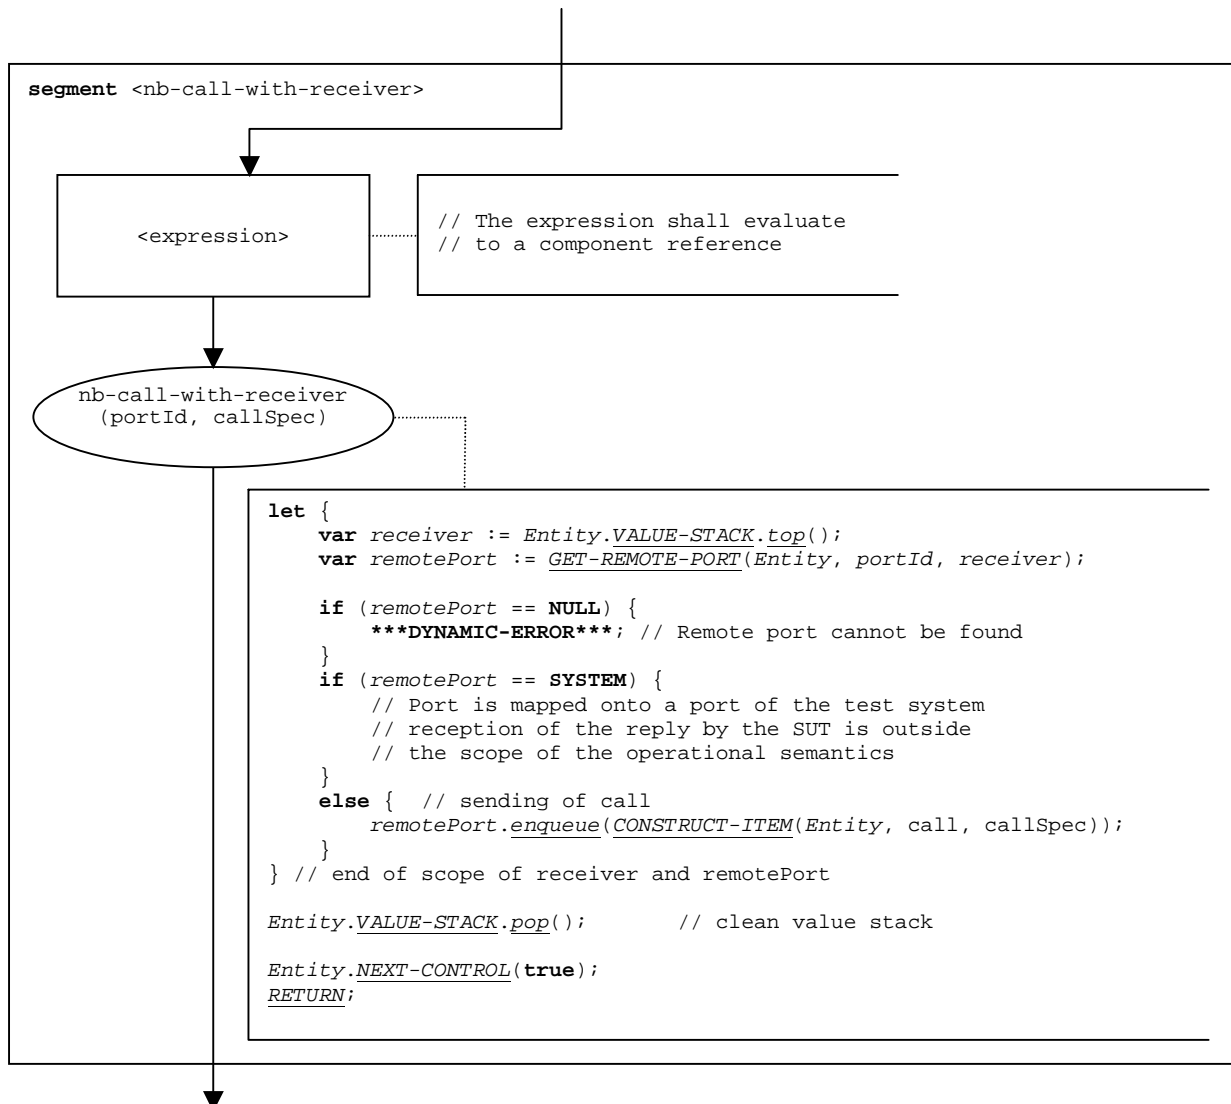 segment <nb-call-with-receiver>
<expression>
// The expression shall evaluate
// to a component reference
nb-call-with-receiver
(portId, callSpec)
let {
var receiver := Entity.VALUE-STACK.top();
var remotePort := GET-REMOTE-PORT(Entity, portId, receiver);
if (remotePort == NULL) {
***DYNAMIC-ERROR***; // Remote port cannot be found
}
if (remotePort == SYSTEM) {
// Port is mapped onto a port of the test system
// reception of the reply by the SUT is outside
// the scope of the operational semantics
}
else { // sending of call
remotePort.enqueue(CONSTRUCT-ITEM(Entity, call, callSpec));
}
} // end of scope of receiver and remotePort
Entity.VALUE-STACK.pop(); // clean value stack
Entity.NEXT-CONTROL(true);
RETURN;